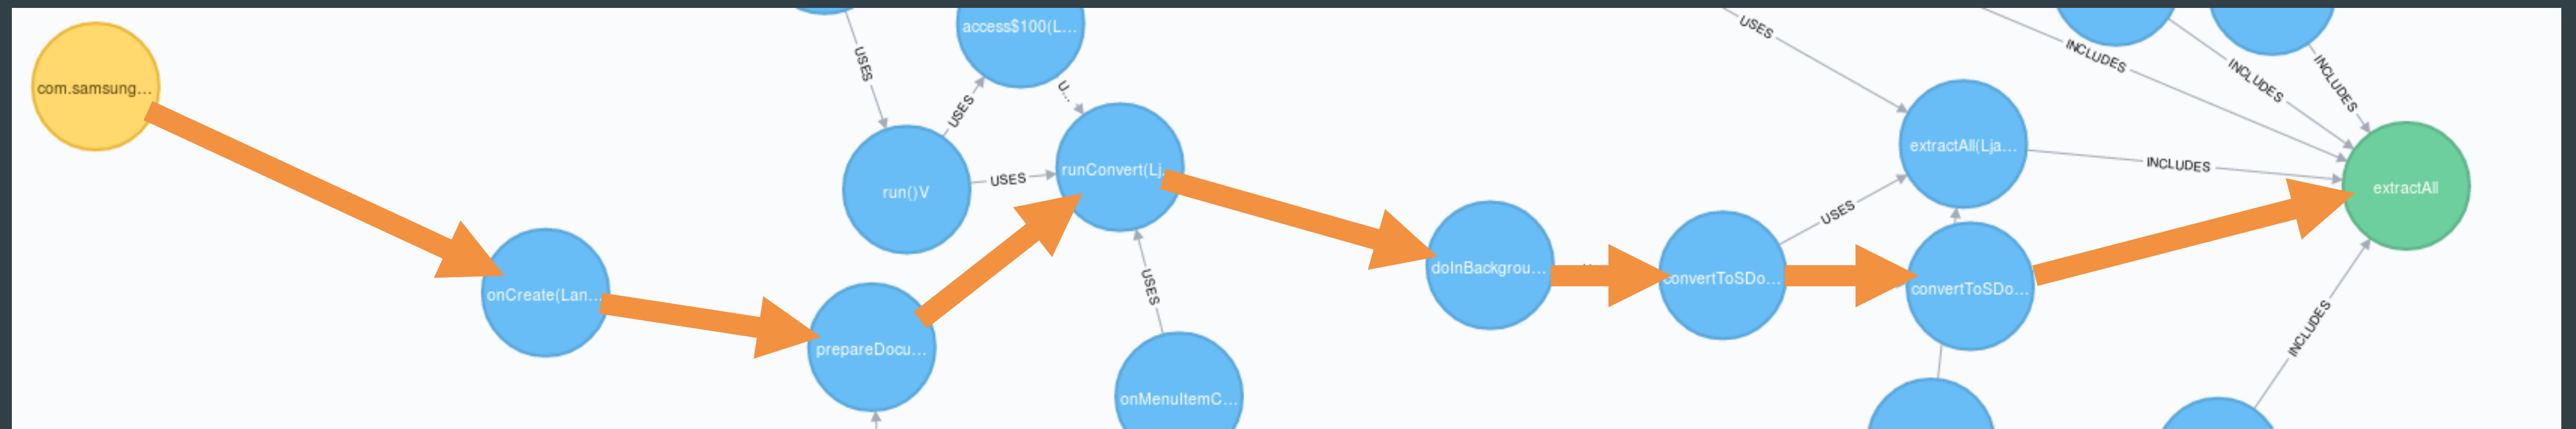 com.samsung...
onCreate(Lan...
prepareDocu...
USES
run()V
USES
access$100(L...
U...
USES
runConvert(Lj...
USES
onMenuItemC...
doInBackgrou...
convertToSDo...
USES
USES
extractAll(Lja...
convertToSDo...
INCLUDES
INCLUDES
INCLUDES
INCLUDES
INCLUDES
extractAll